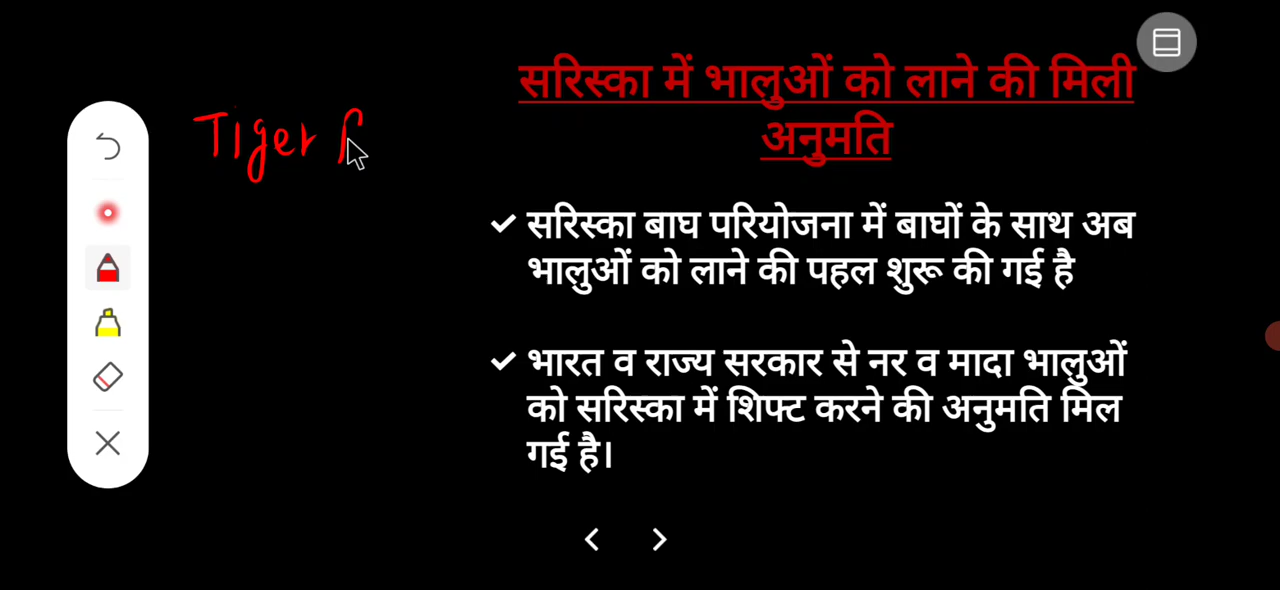 Tiger
सरिस्का में भालुओं को लाने की मिली
अनुमति
✓ सरिस्का बाघ परियोजना में बाघों के साथ अब
भालुओं को लाने की पहल शुरू की गई है
✓ भारत व राज्य सरकार से नर व मादा भालुओं
को सरिस्का में शिफ्ट करने की अनुमति मिल
गई है।